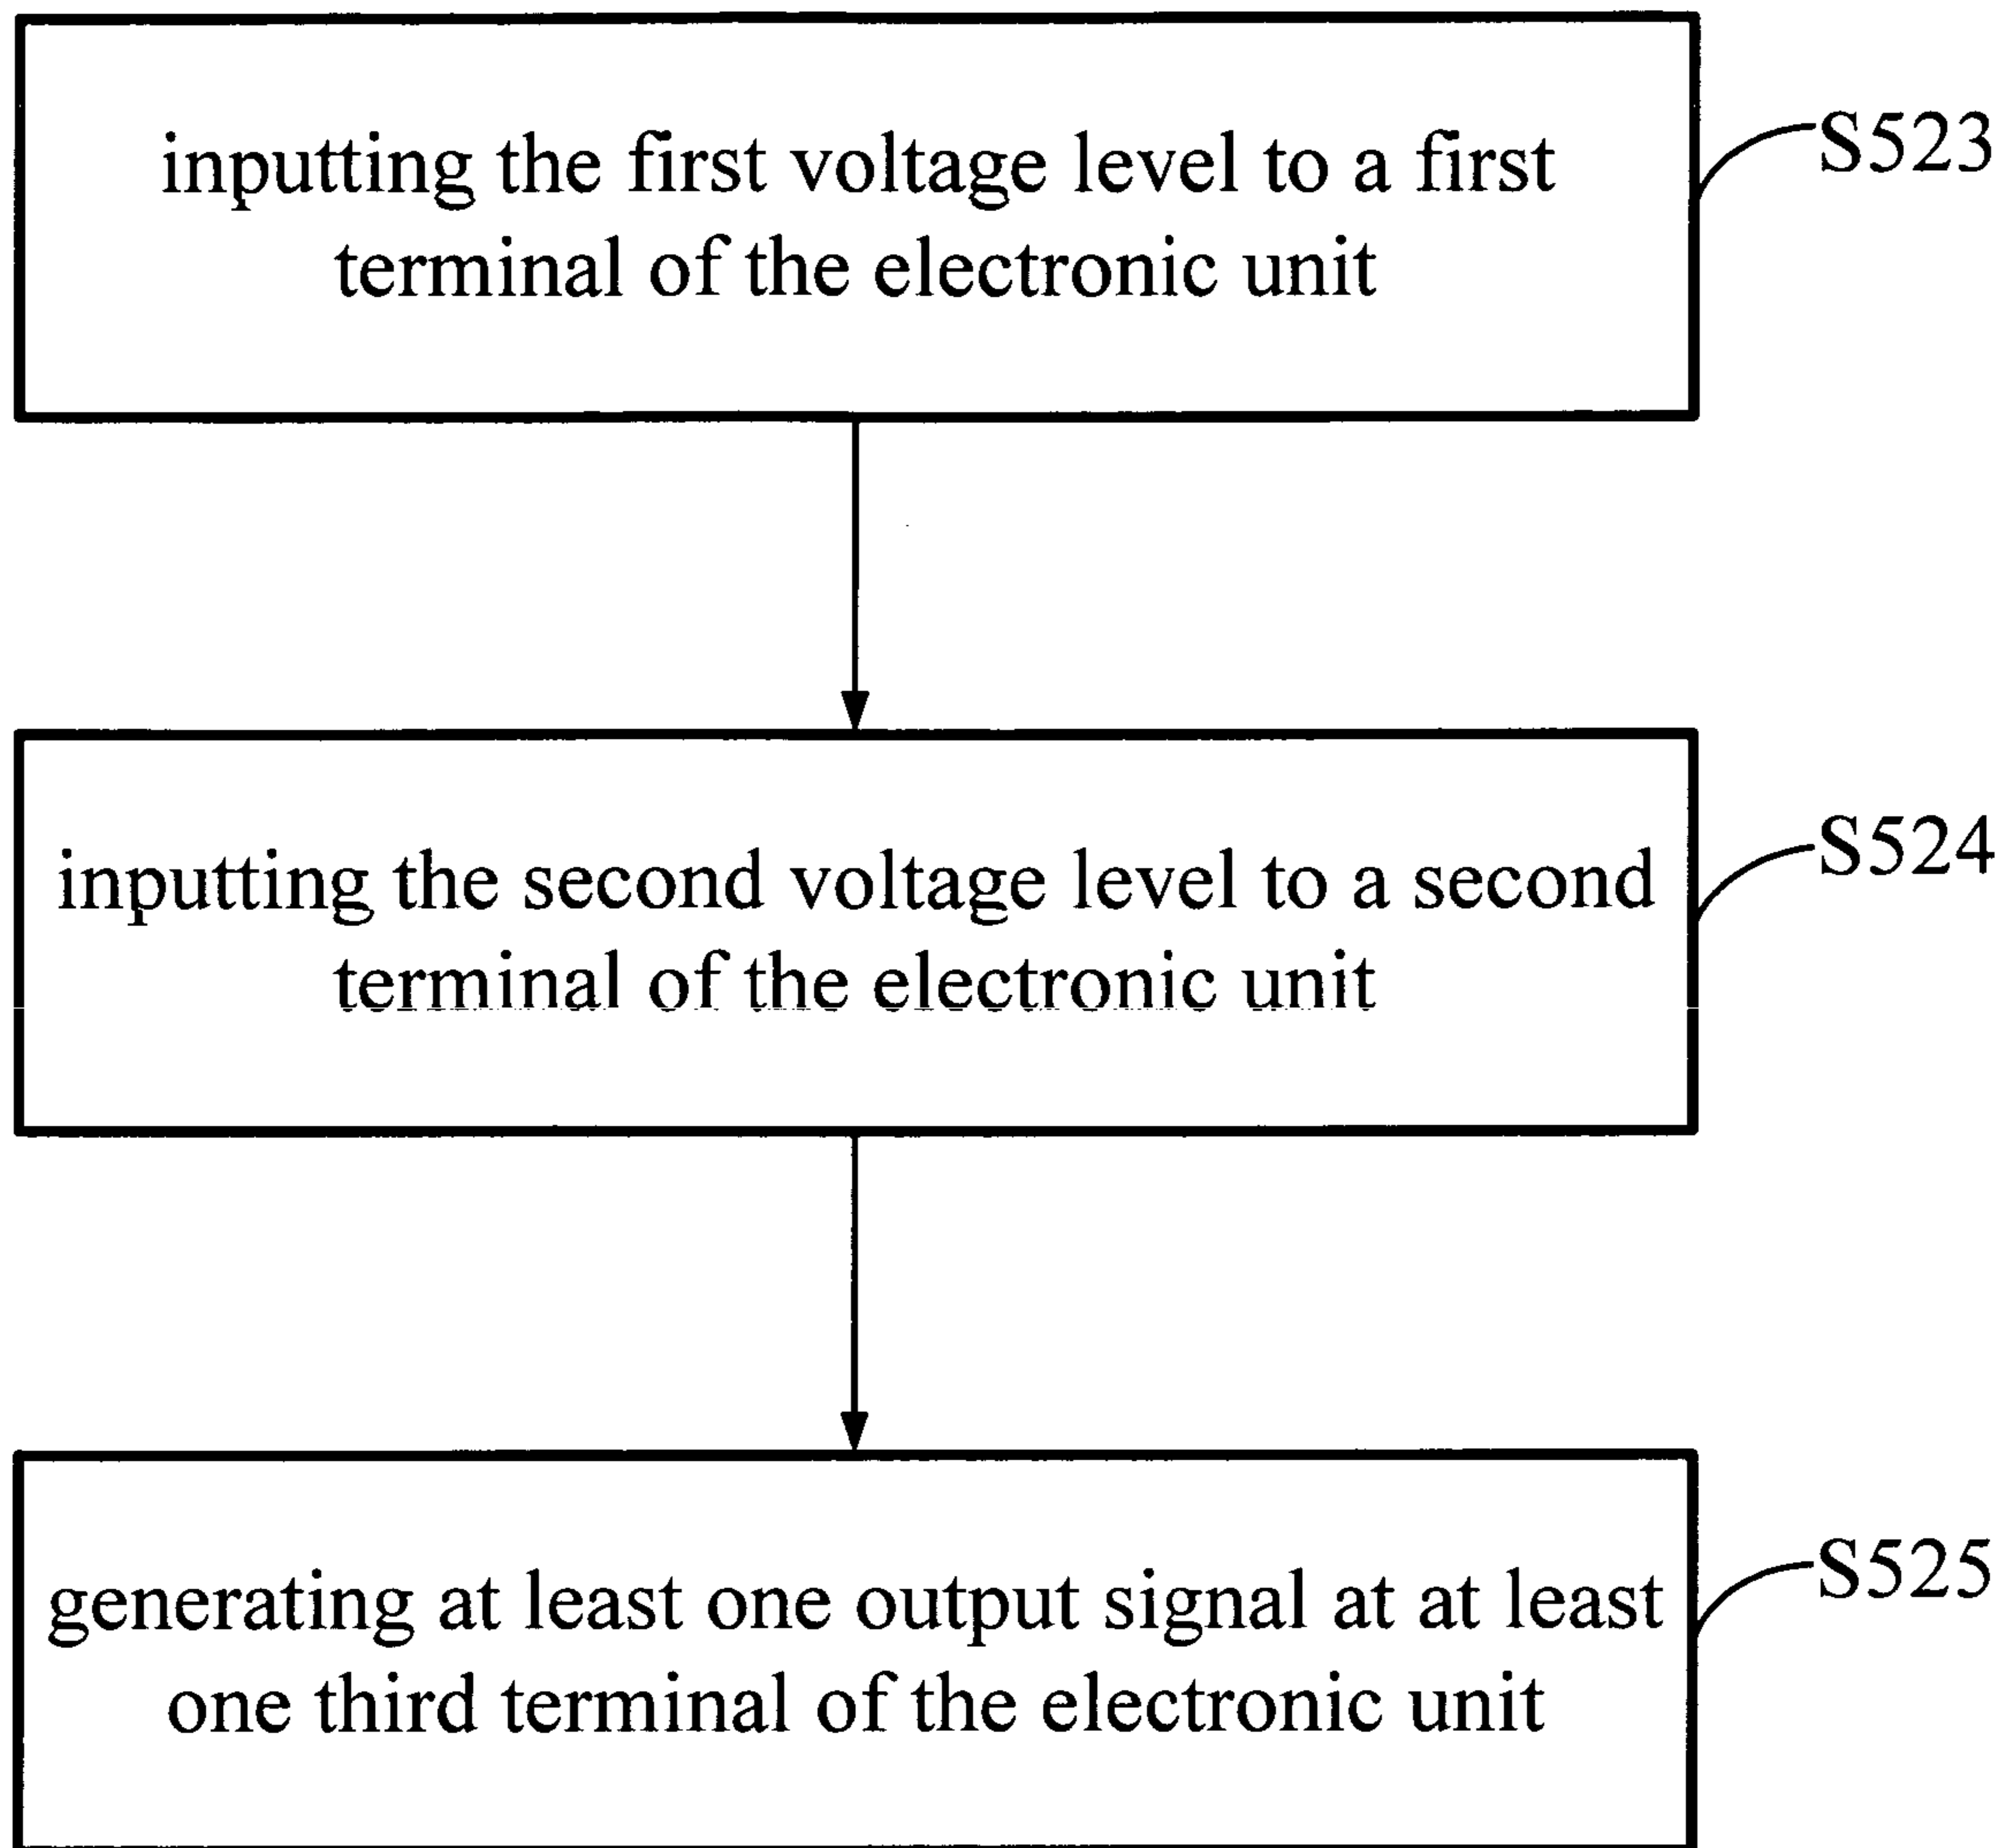 inputting the first voltage level to a first
terminal of the electronic unit
S523
inputting the second voltage level to a second
terminal of the electronic unit
S524
generating at least one output signal at at least
one third terminal of the electronic unit
S525